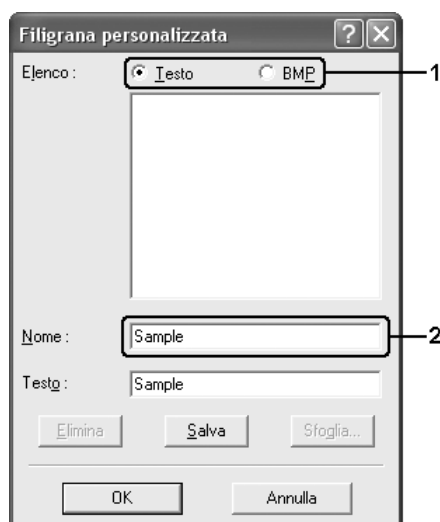 Filigrana personalizzata
Elenco : Testo BMP 1
Nome : Sample 2
Testo : Sample
Elimina Salva Sfoglia...
OK Annulla